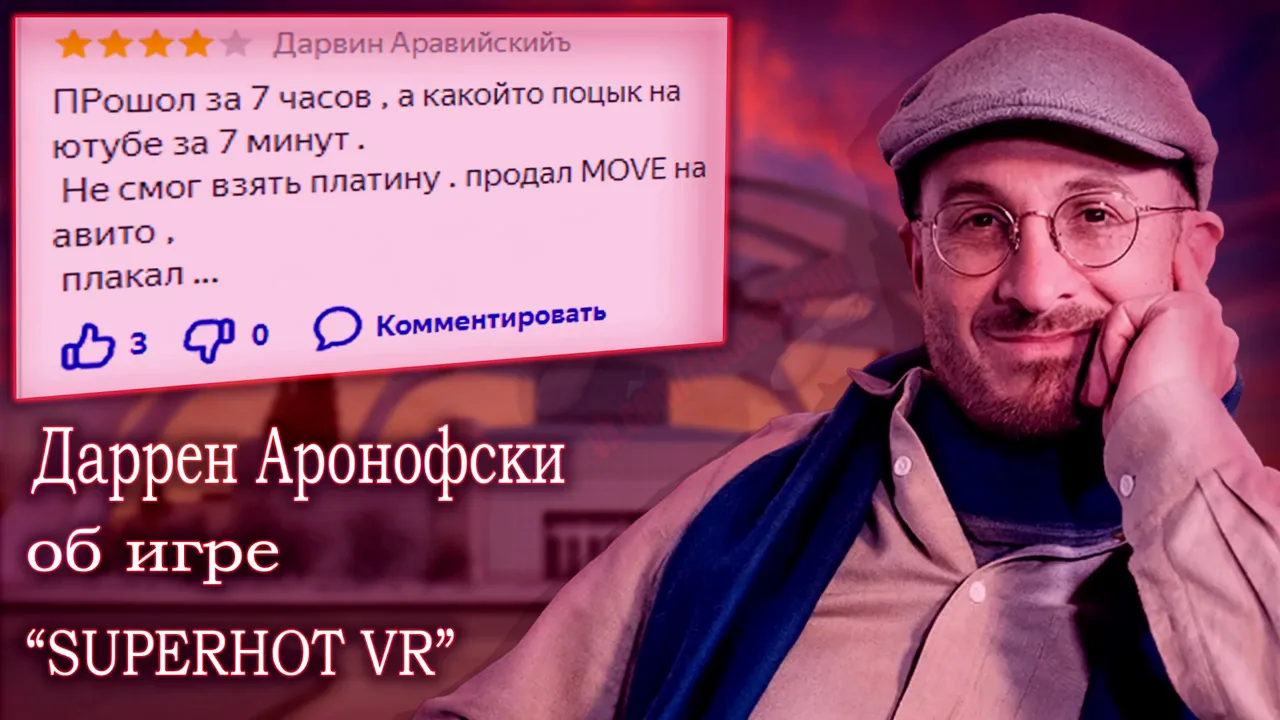 Дарвин Аравийскийъ
ПРошол за 7 часов , а какойто поцык на
ютубе за 7 минут .
Не смог взять платину . продал MOVE на
авито ,
плакал ...
3 0 Комментировать
Даррен Аронофски
об игре
“SUPERHOT VR”